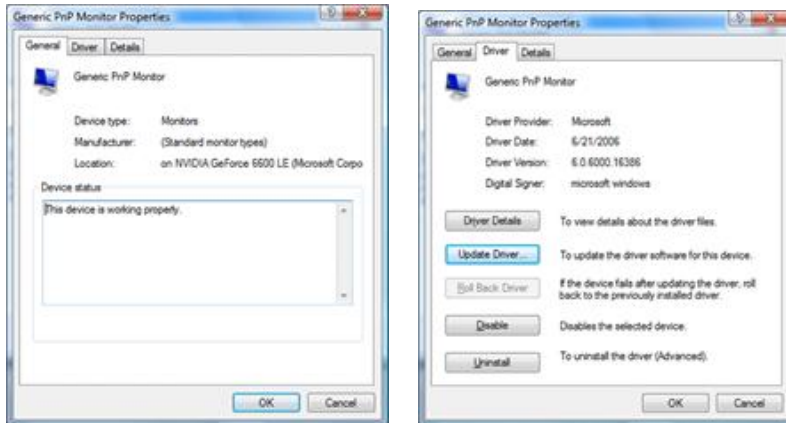 Generic PnP Monitor Properties
General Driver Details
Generic PnP Monitor
Device type: Monitors
Manufacturer: (Standard monitor types)
Location: on NVIDIA GeForce 6600 LE (Microsoft Corpo
Device status
This device is working properly.
OK Cancel
Generic PnP Monitor Properties
General Driver Details
Generic PnP Monitor
Driver Provider: Microsoft
Driver Date: 6/21/2006
Driver Version: 6.0.6000.16386
Digital Signer: microsoft windows
Driver Details To view details about the driver files.
Update Driver... To update the driver software for this device.
Roll Back Driver If the device fails after updating the driver, roll
back to the previously installed driver.
Disable Disables the selected device.
Uninstall To uninstall the driver (Advanced).
OK Cancel